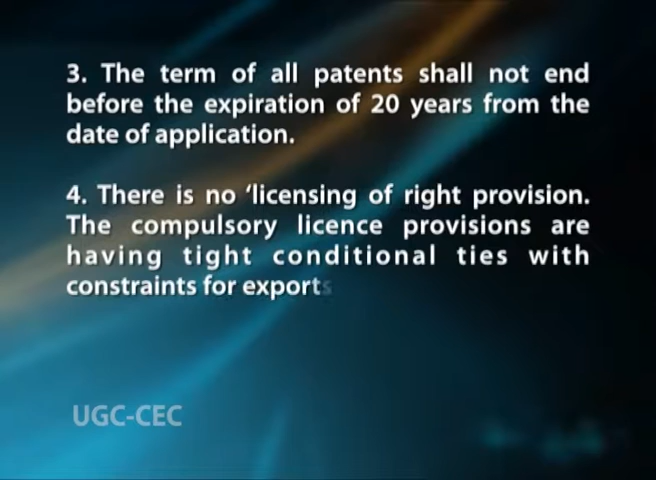 3. The term of all patents shall not end
before the expiration of 20 years from the
date of application.
4. There is no ‘licensing of right provision.
The compulsory licence provisions are
having tight conditional ties with
constraints for exports
UGC-CEC